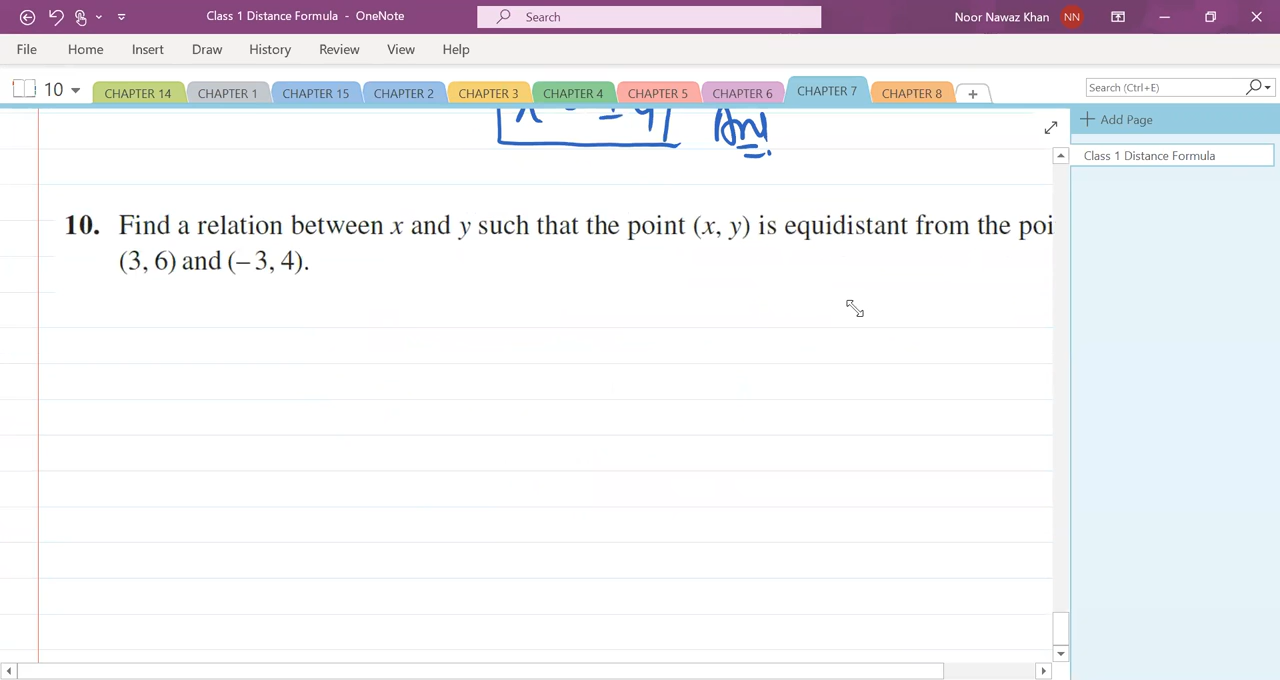 Class 1 Distance Formula - OneNote
Search
Noor Nawaz Khan NN
File Home Insert Draw History Review View Help
10 CHAPTER 14 CHAPTER 1 CHAPTER 15 CHAPTER 2 CHAPTER 3 CHAPTER 4 CHAPTER 5 CHAPTER 6 CHAPTER 7 CHAPTER 8
Search (Ctrl+E)
Add Page
Class 1 Distance Formula
Ans.
10. Find a relation between x and y such that the point (x, y) is equidistant from the poi
(3, 6) and (– 3, 4).